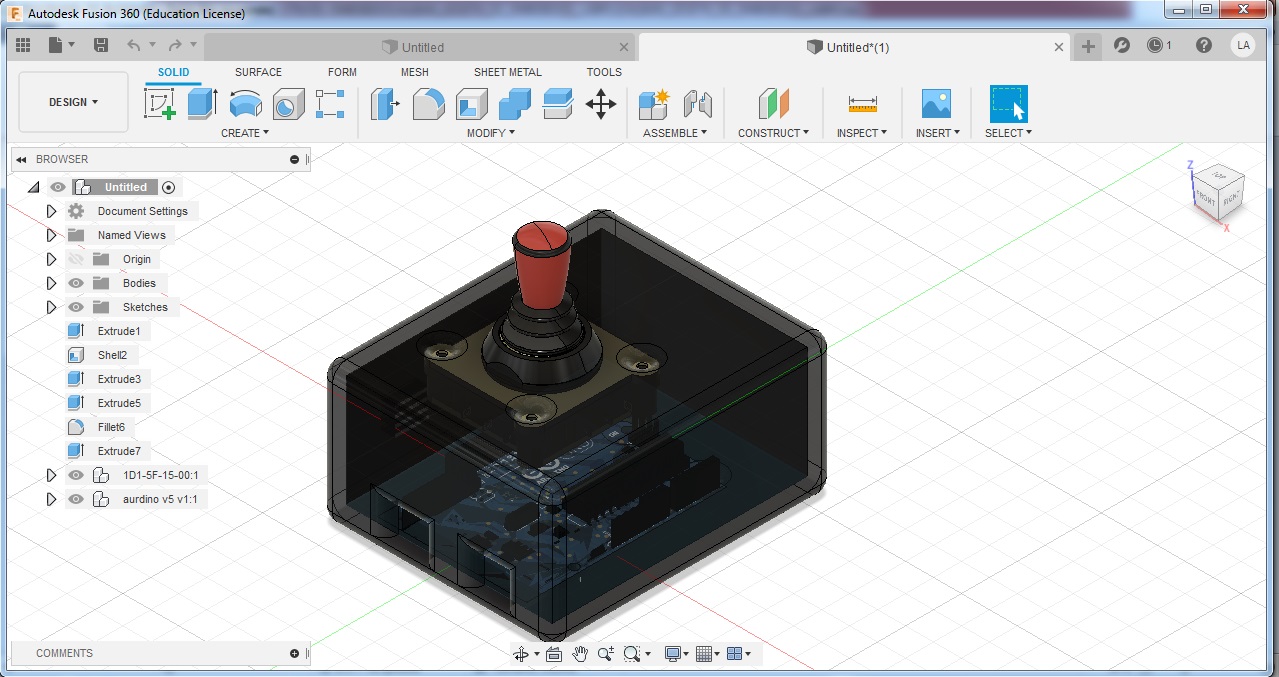 Autodesk Fusion 360 (Education License)
Untitled
Untitled*(1)
1
LA
DESIGN
SOLID SURFACE FORM MESH SHEET METAL TOOLS
CREATE MODIFY ASSEMBLE CONSTRUCT INSPECT INSERT SELECT
BROWSER
Untitled
Document Settings
Named Views
Origin
Bodies
Sketches
Extrude1
Shell2
Extrude3
Extrude5
Fillet6
Extrude7
1D1-5F-15-00:1
aurdino v5 v1:1
Z
TOP
FRONT
RIGHT
X
COMMENTS